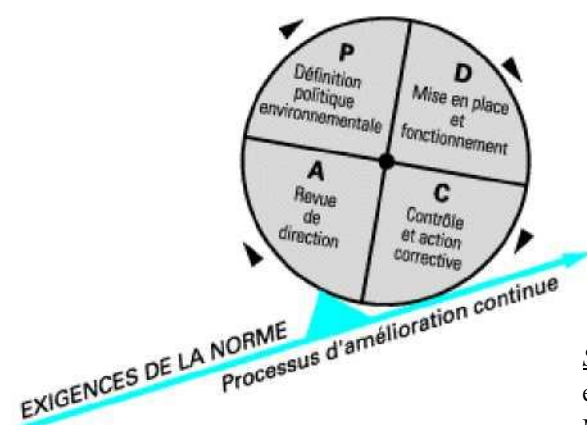 P
Définition
politique
environnementale
D
Mise en place
et
fonctionnement
A
Revue
de
direction
C
Contrôle
et action
corrective
EXIGENCES DE LA NORME
Processus d'amélioration continue